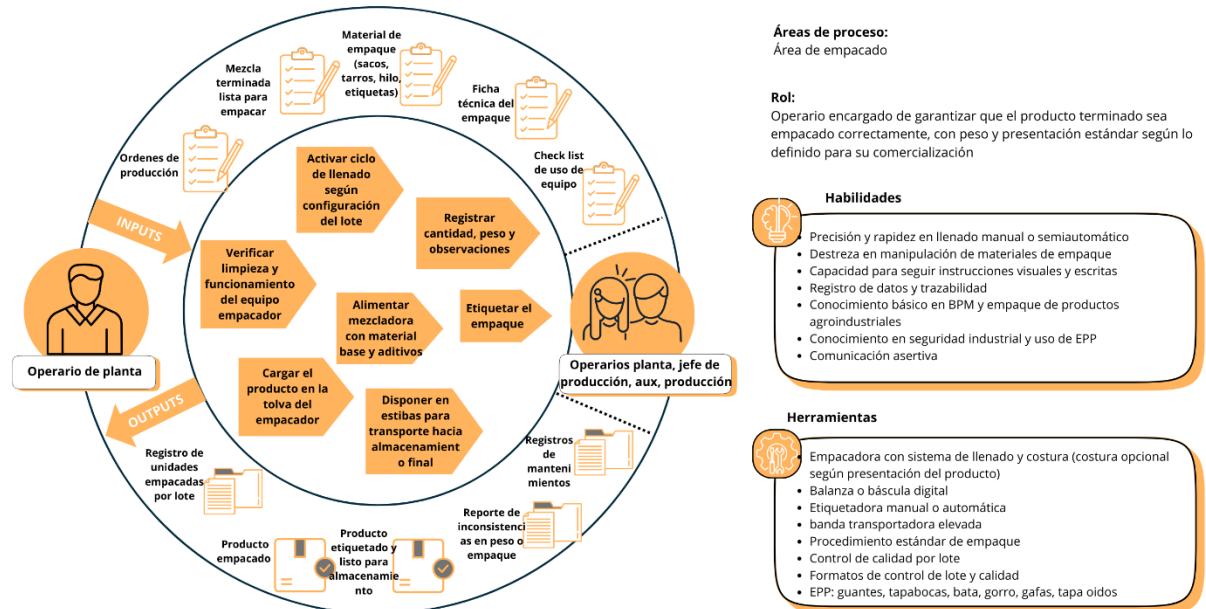 Material de
empaque
(sacos,
tarros, hilo,
etiquetas)
Mezcla
terminada
lista para
empacar
Ficha
técnica del
empaque
Ordenes de
producción
Check list
de uso de
equipo
INPUTS
Activar ciclo
de llenado
según
configuración
del lote
Registrar
cantidad, peso y
observaciones
Verificar
limpieza y
funcionamiento
del equipo
empacador
Alimentar
mezcladora
con material
base y aditivos
Etiquetar el
empaque
Cargar el
producto en la
tolva del
empacador
Disponer en
estibas para
transporte hacia
almacenamient
o final
Operario de planta
Operarios planta, jefe de
producción, aux, producción
OUTPUTS
Registro de
unidades
empacadas
por lote
Producto
empacado
Producto
etiquetado y
listo para
almacenamie
nto
Reporte de
inconsistenci
as en peso o
empaque
Registros
de
manteni
mientos
Áreas de proceso:
Área de empacado
Rol:
Operario encargado de garantizar que el producto terminado sea
empacado correctamente, con peso y presentación estándar según lo
definido para su comercialización
Habilidades
• Precisión y rapidez en llenado manual o semiautomático
• Destreza en manipulación de materiales de empaque
• Capacidad para seguir instrucciones visuales y escritas
• Registro de datos y trazabilidad
• Conocimiento básico en BPM y empaque de productos
agroindustriales
• Conocimiento en seguridad industrial y uso de EPP
• Comunicación asertiva
Herramientas
• Empacadora con sistema de llenado y costura (costura opcional
según presentación del producto)
• Balanza o báscula digital
• Etiquetadora manual o automática
• banda transportadora elevada
• Procedimiento estándar de empaque
• Control de calidad por lote
• Formatos de control de lote y calidad
• EPP: guantes, tapabocas, bata, gorro, gafas, tapa oidos